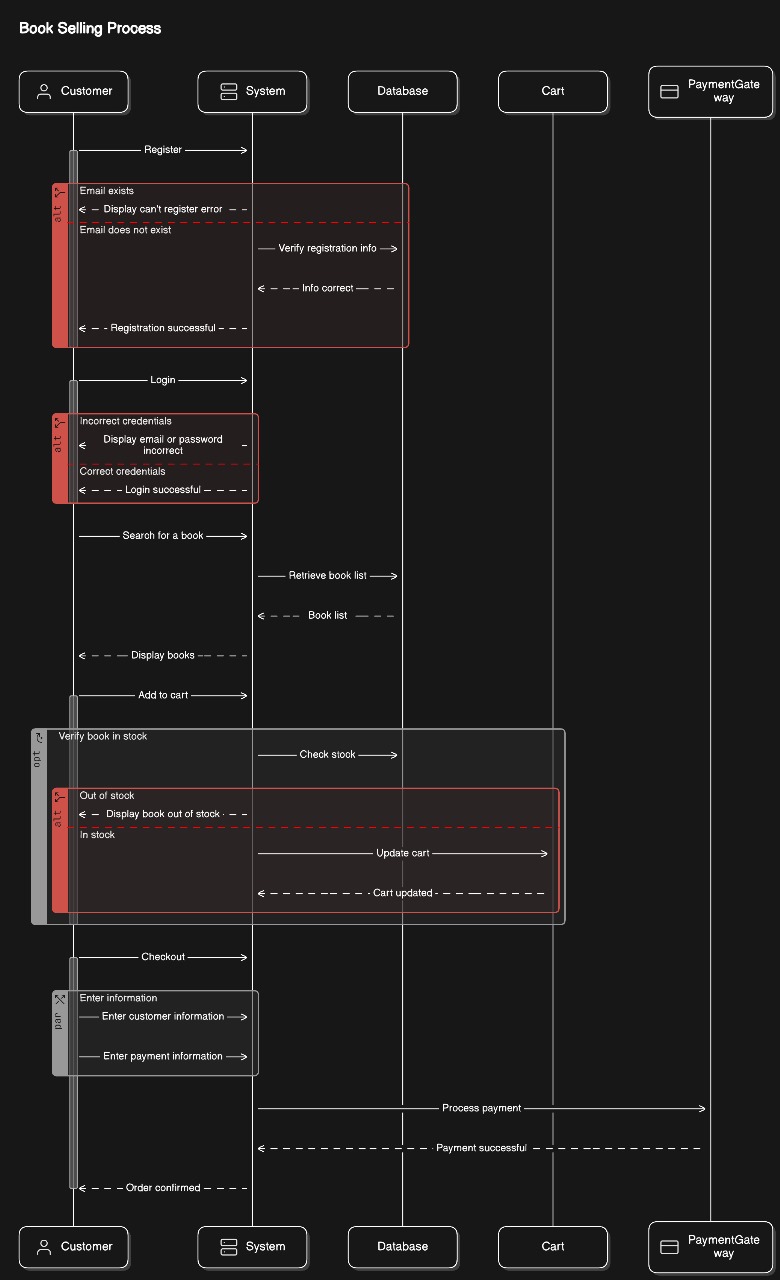 Book Selling Process
Customer
System
Database
Cart
PaymentGate
way
Register
alt
Email exists
Display can't register error
Email does not exist
Verify registration info
Info correct
Registration successful
Login
alt
Incorrect credentials
Display email or password
incorrect
Correct credentials
Login successful
Search for a book
Retrieve book list
Book list
Display books
Add to cart
opt
Verify book in stock
Check stock
alt
Out of stock
Display book out of stock
In stock
Update cart
Cart updated
Checkout
par
Enter information
Enter customer information
Enter payment information
Process payment
Payment successful
Order confirmed
Customer
System
Database
Cart
PaymentGate
way